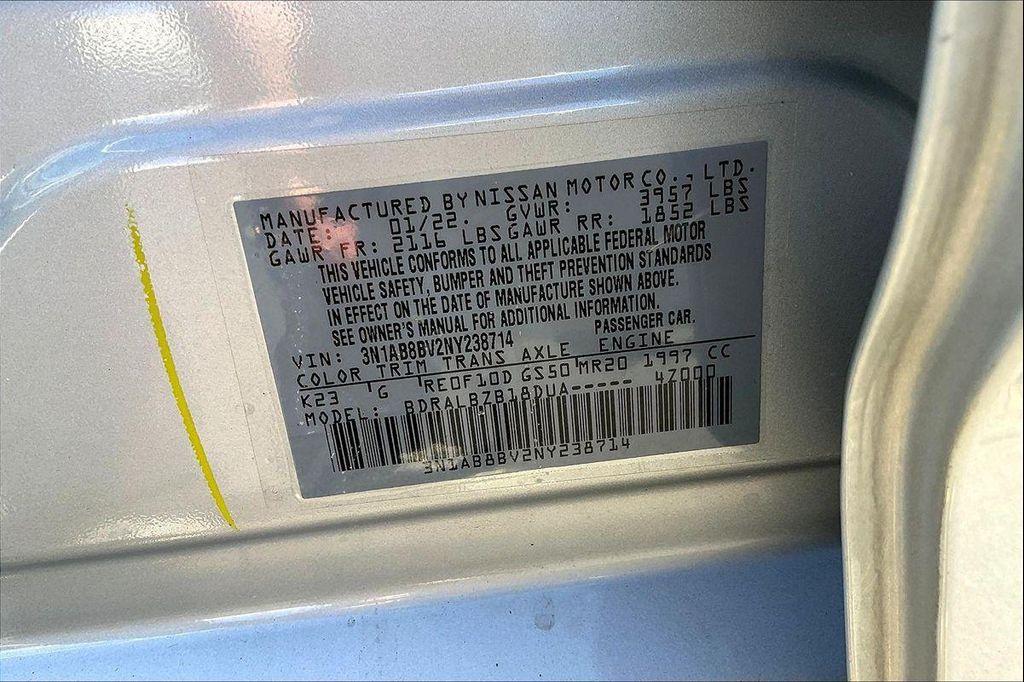 MANUFACTURED BY NISSAN MOTOR CO., LTD.
DATE: 01/22. GVWR: 3957 LBS
GAWR FR: 2116 LBS GAWR RR: 1852 LBS
THIS VEHICLE CONFORMS TO ALL APPLICABLE FEDERAL MOTOR
VEHICLE SAFETY, BUMPER AND THEFT PREVENTION STANDARDS
IN EFFECT ON THE DATE OF MANUFACTURE SHOWN ABOVE.
SEE OWNER'S MANUAL FOR ADDITIONAL INFORMATION.
VIN: 3N1AB8BV2NY238714 PASSENGER CAR.
COLOR TRIM TRANS AXLE ENGINE
K23 'G 'RE0F10D GS50 'MR20 1997 CC
MODEL: BDRALBZB18DUA----- 4Z000
3N1AB8BV2NY238714